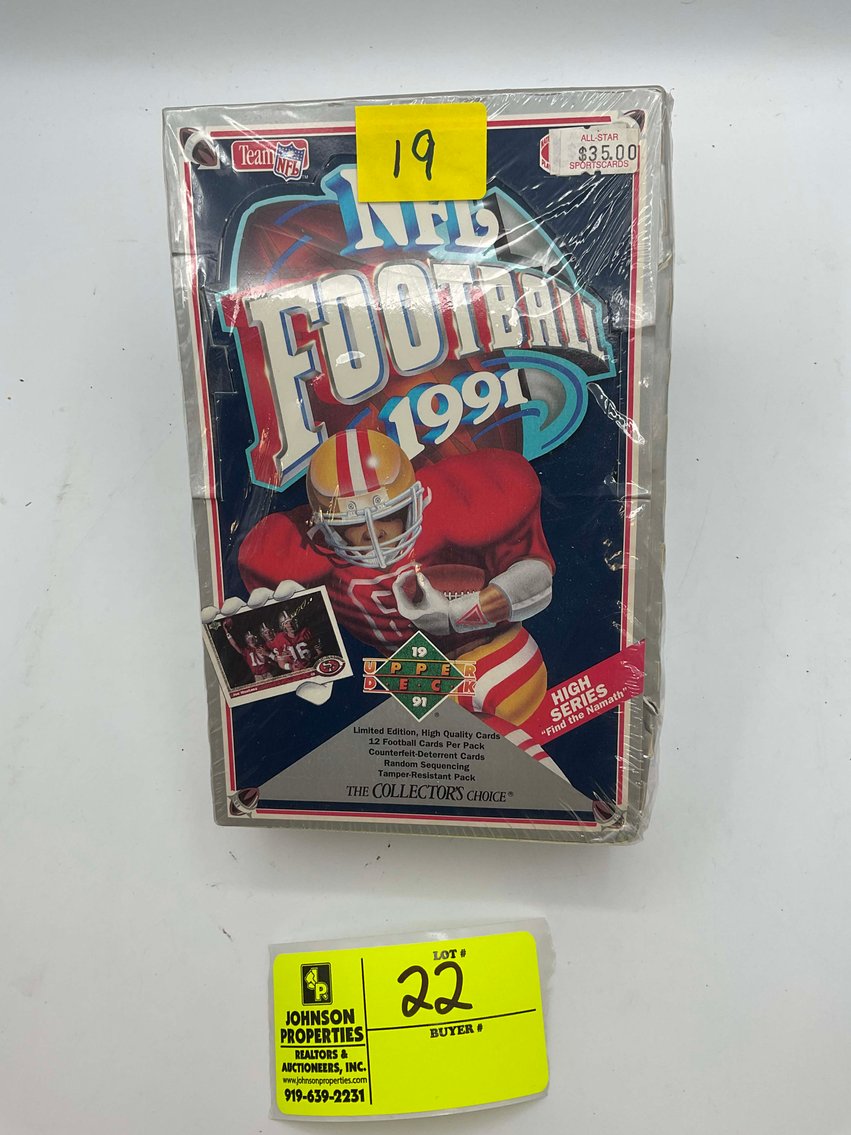 19
Team NFL
ALL-STAR
$35.00
SPORTSCARDS
NFL
FOOTBALL
1991
10
16
19
UPPER
DECK
91
HIGH
SERIES
"Find the Namath"
Limited Edition, High Quality Cards
12 Football Cards Per Pack
Counterfeit-Deterrent Cards
Random Sequencing
Tamper-Resistant Pack
THE COLLECTOR'S CHOICE®
LOT #
22
BUYER #
JOHNSON
PROPERTIES
REALTORS &
AUCTIONEERS, INC.
www.johnsonproperties.com
919-639-2231